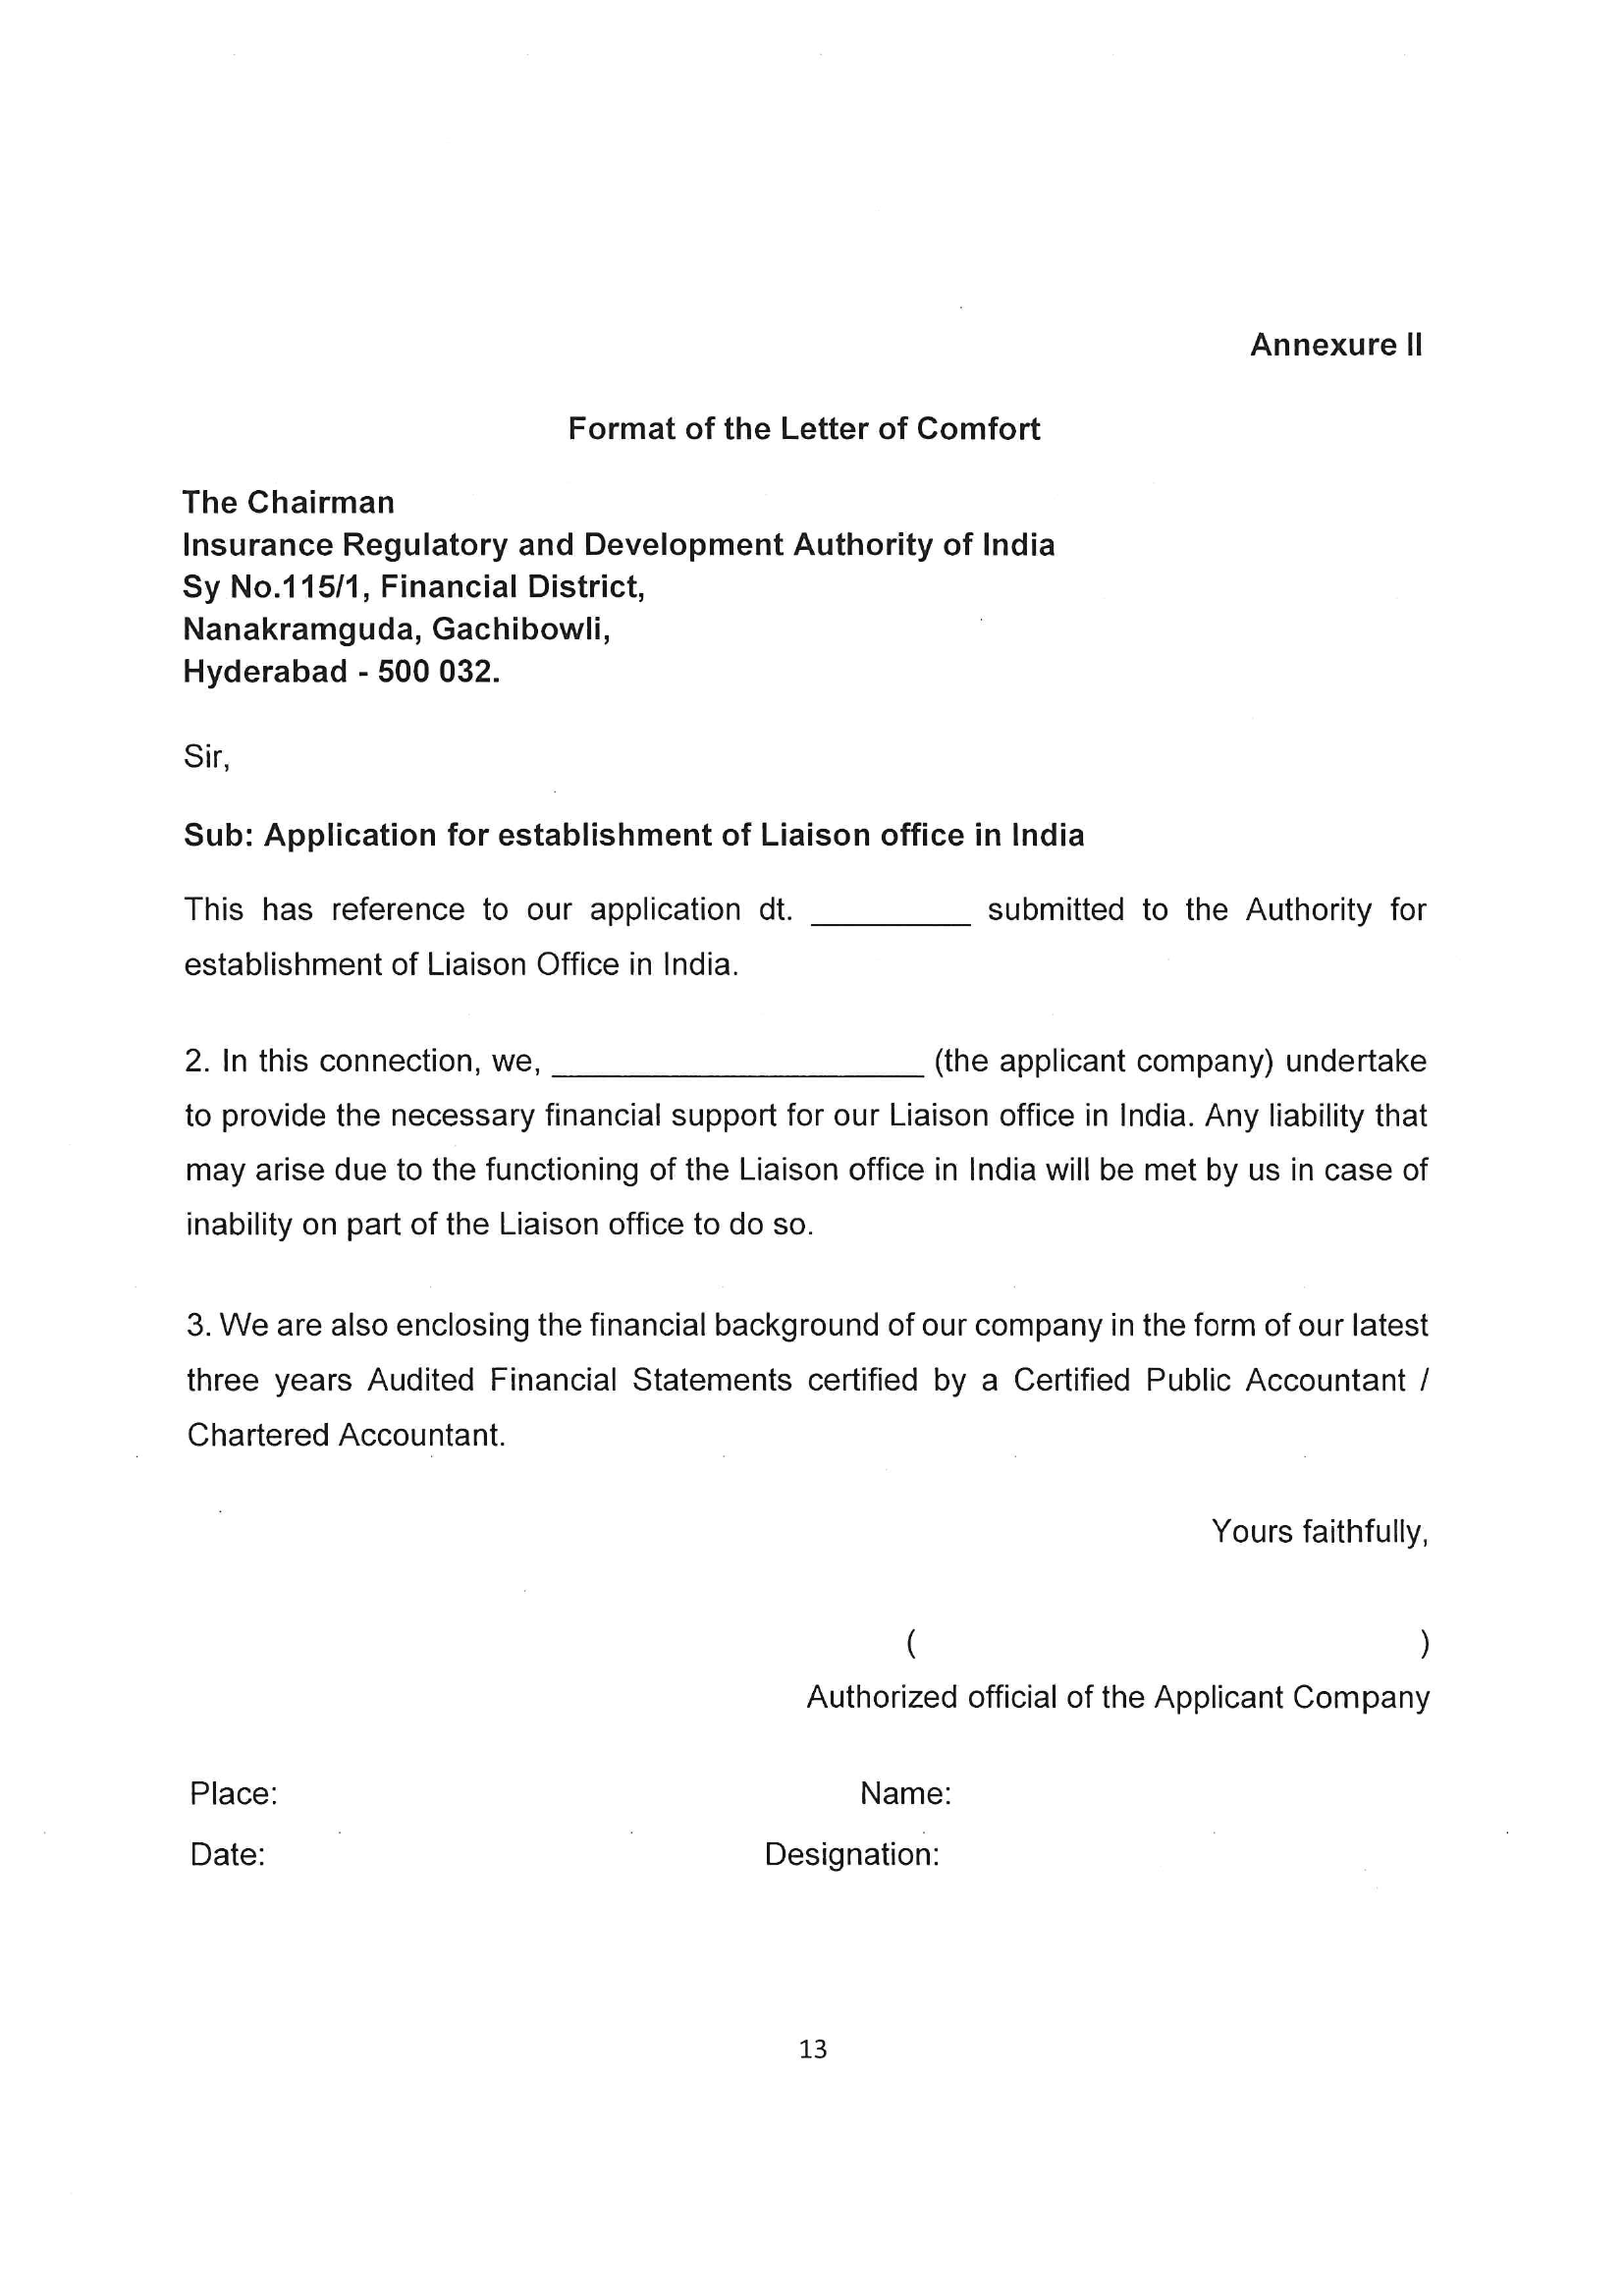 Annexure II
Format of the Letter of Comfort
The Chairman
Insurance Regulatory and Development Authority of India
Sy No.115/1, Financial District,
Nanakramguda, Gachibowli,
Hyderabad - 500 032.
Sir,
Sub: Application for establishment of Liaison office in India
This has reference to our application dt. __________ submitted to the Authority for
establishment of Liaison Office in India.
2. In this connection, we, _______________________ (the applicant company) undertake
to provide the necessary financial support for our Liaison office in India. Any liability that
may arise due to the functioning of the Liaison office in India will be met by us in case of
inability on part of the Liaison office to do so.
3. We are also enclosing the financial background of our company in the form of our latest
three years Audited Financial Statements certified by a Certified Public Accountant /
Chartered Accountant.
Yours faithfully,
( )
Authorized official of the Applicant Company
Place: Name:
Date: Designation:
13